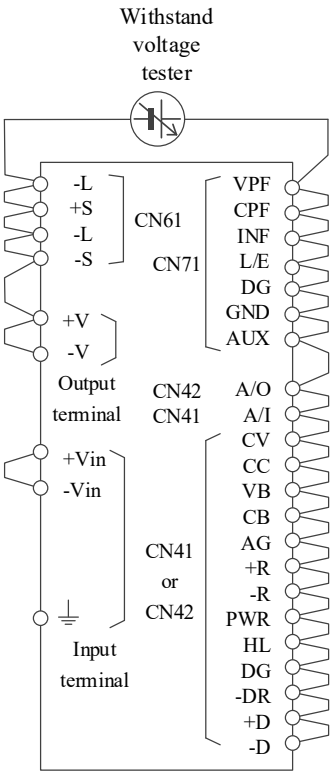 Withstand
voltage
tester
-L
+S
-L
-S
CN61
+V
-V
Output
terminal
+Vin
-Vin
Input
terminal
VPF
CPF
INF
L/E
DG
GND
AUX
CN71
CN42
A/O
CN41
A/I
CV
CC
VB
CB
AG
+R
-R
PWR
HL
DG
-DR
+D
-D
CN41
or
CN42